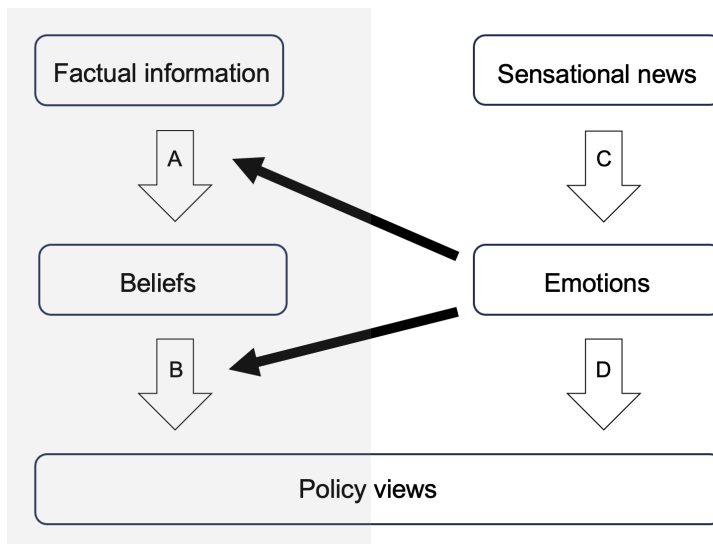 Factual information
Sensational news
A
C
Beliefs
Emotions
B
D
Policy views